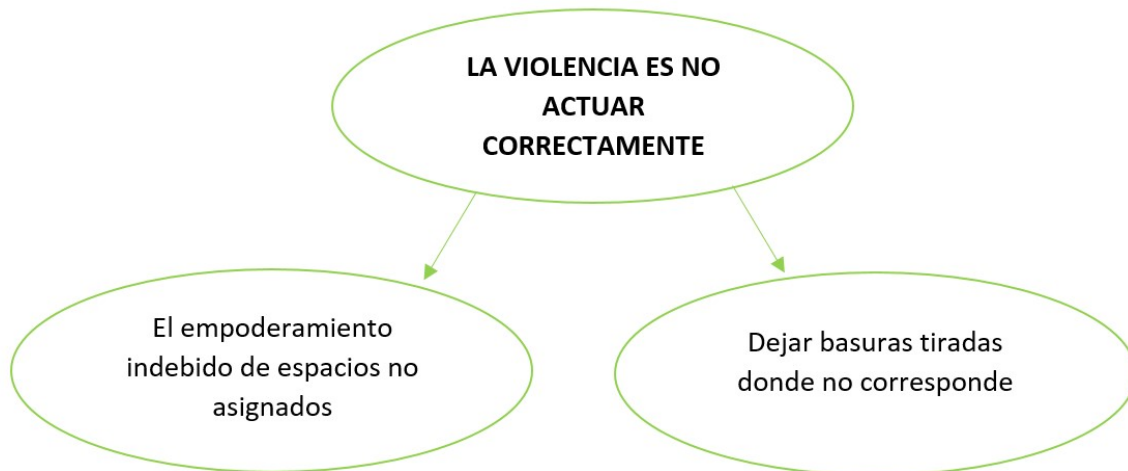 LA VIOLENCIA ES NO
ACTUAR
CORRECTAMENTE
El empoderamiento
indebido de espacios no
asignados
Dejar basuras tiradas
donde no corresponde